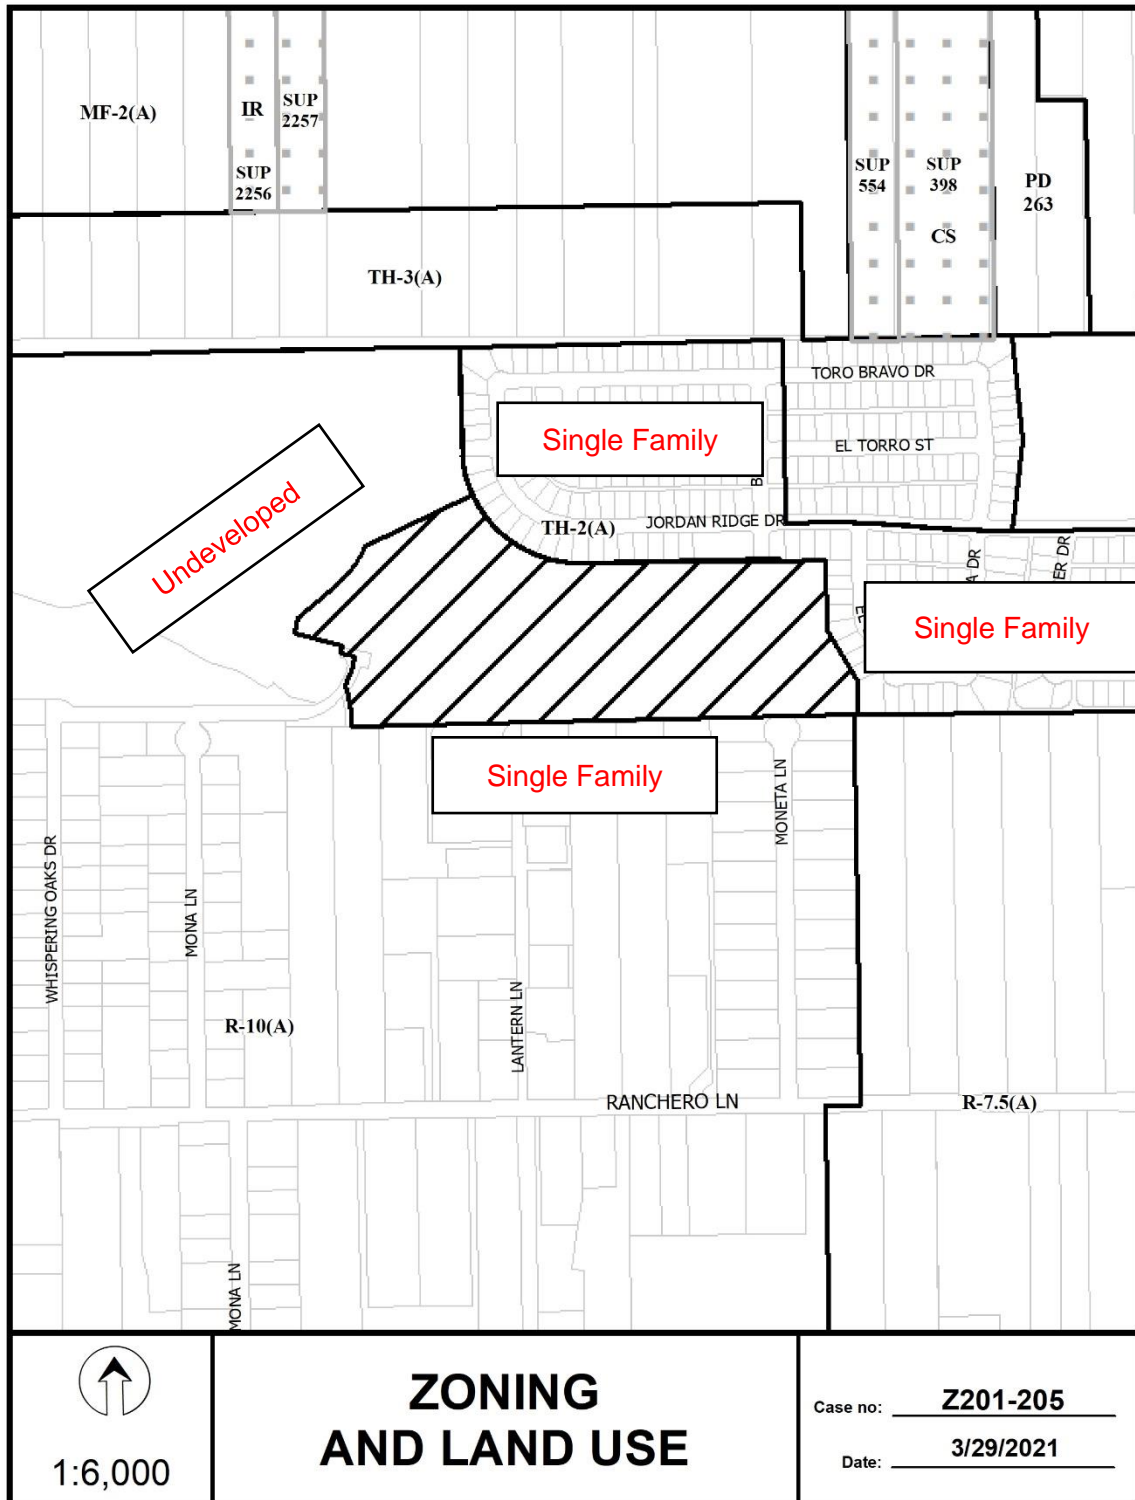 MF-2(A)
IR
SUP
2256
SUP
2257
SUP
554
SUP
398
CS
PD
263
TH-3(A)
TORO BRAVO DR
Single Family
EL TORRO ST
B
Undeveloped
TH-2(A)
JORDAN RIDGE DR
A DR
ER DR
Single Family
Single Family
MONETA LN
WHISPERING OAKS DR
MONA LN
LANTERN LN
R-10(A)
RANCHERO LN
R-7.5(A)
MONA LN
1:6,000
ZONING
AND LAND USE
Case no: Z201-205
Date: 3/29/2021